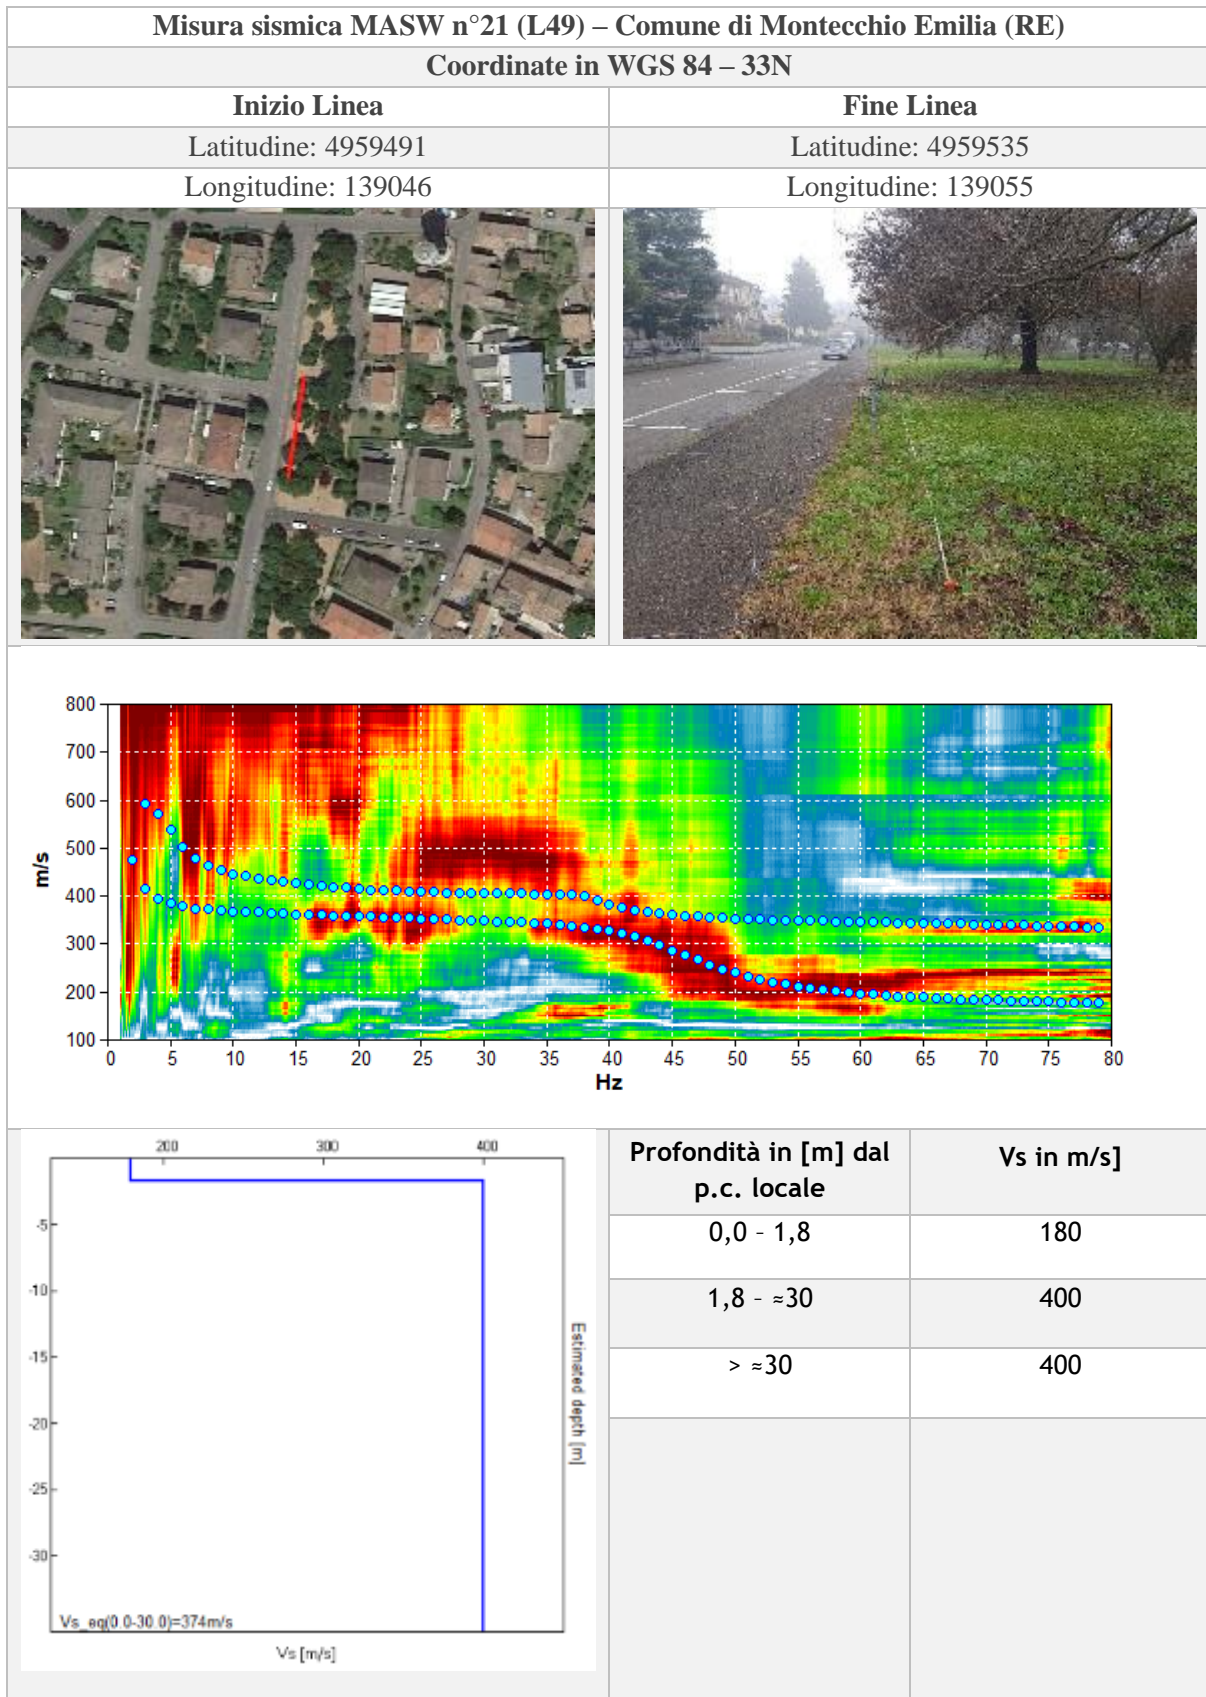 Misura sismica MASW n°21 (L49) – Comune di Montecchio Emilia (RE)
Coordinate in WGS 84 – 33N
Inizio Linea
Fine Linea
Latitudine: 4959491
Latitudine: 4959535
Longitudine: 139046
Longitudine: 139055
800
700
600
500
400
300
200
100
m/s
0 5 10 15 20 25 30 35 40 45 50 55 60 65 70 75 80
Hz
200 300 400
-5
-10
-15
-20
-25
-30
Estimated depth [m]
Vs_eq(0.0-30.0)=374m/s
Vs [m/s]
Profondità in [m] dal
p.c. locale
Vs in m/s]
0,0 – 1,8
180
1,8 – ≈30
400
> ≈30
400